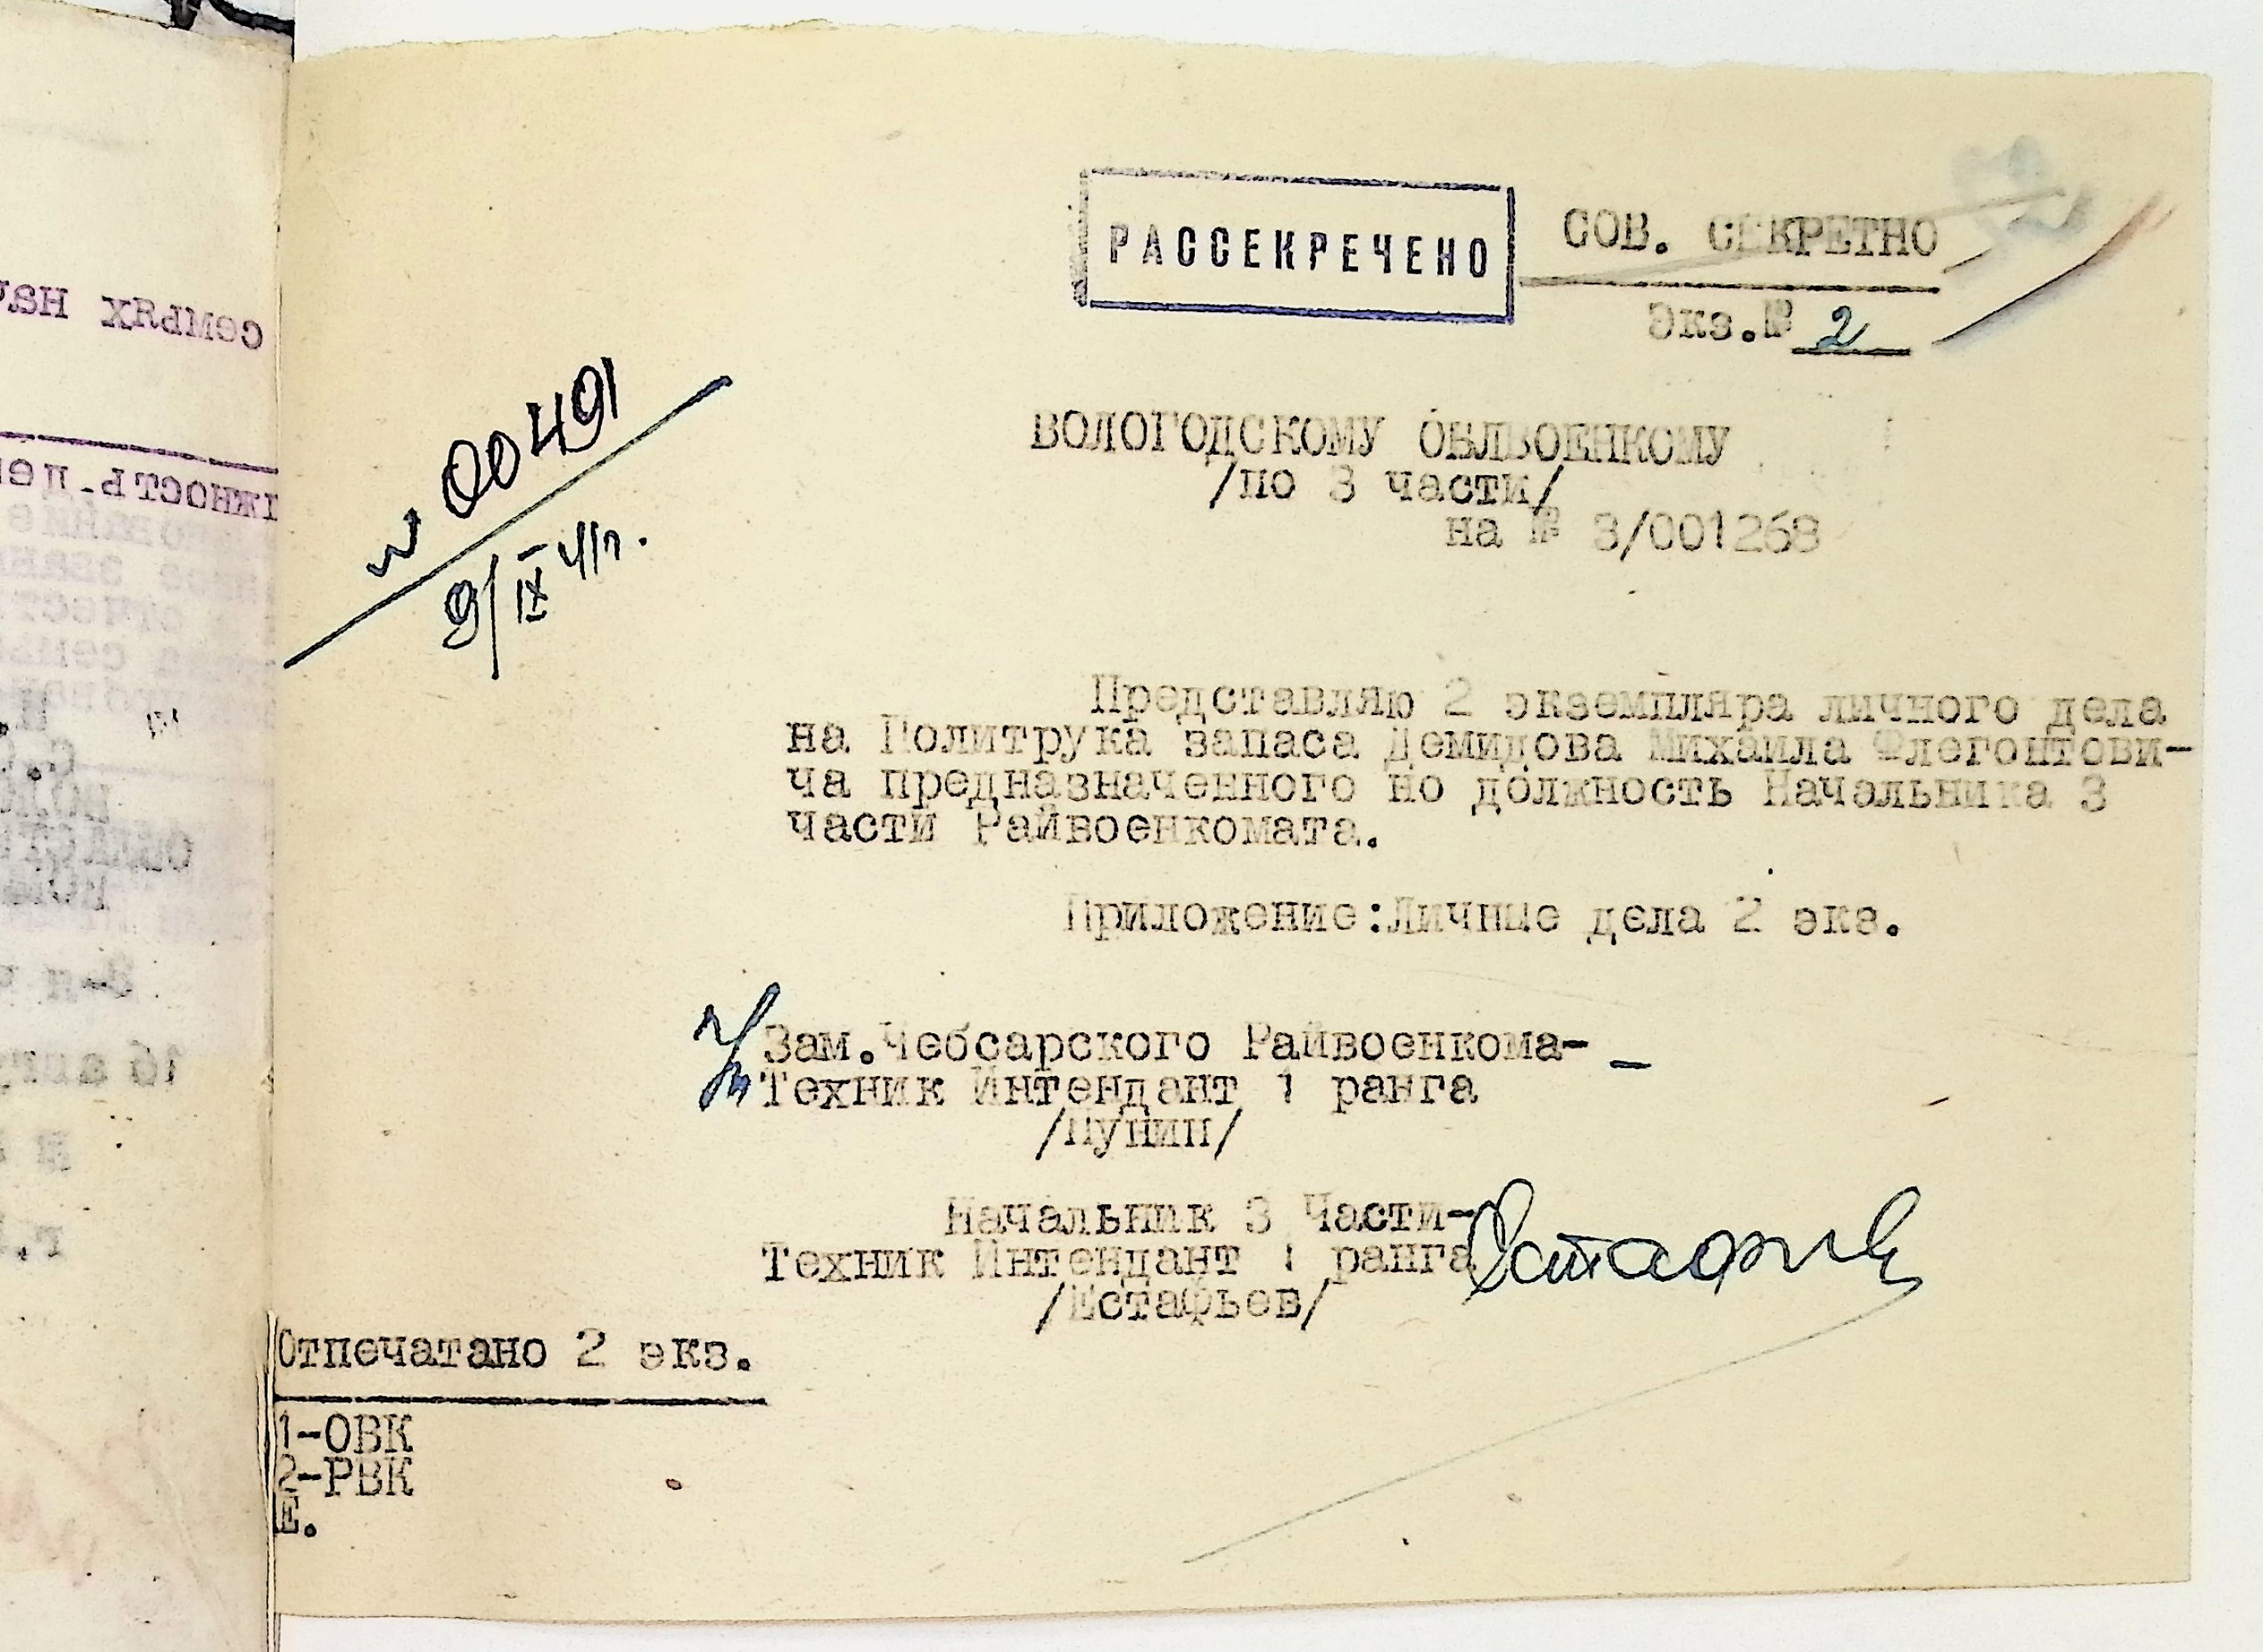 РАССЕКРЕЧЕНО
СОВ. СЕКРЕТНО
Экз.№ 2
№ 00491
9/IX 41г.
ВОЛОГОДСКОМУ ОБЛВОЕНКОМУ
/по 3 части/
на № 3/001268
Представляю 2 экземпляра личного дела
на Политрука запаса Демидова Михаила Флегонтови-
ча предназначенного но должность Начальника 3
части Райвоенкомата.
Приложение:Личные дела 2 экз.
Зам.Чебсарского Райвоенкома-
Техник Интендант 1 ранга
/Пунин/
Начальник 3 Части-
Техник Интендант 1 ранга
/Естафьев/
Отпечатано 2 экз.
1-ОВК
2-РВК
Е.